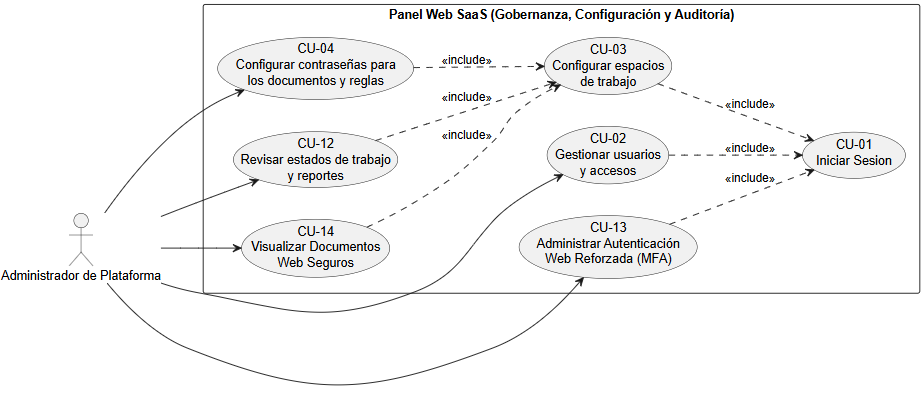 Panel Web SaaS (Gobernanza, Configuración y Auditoría)
CU-04
Configurar contraseñas para
los documentos y reglas
«include»
CU-03
Configurar espacios
de trabajo
«include»
«include»
«include»
CU-12
Revisar estados de trabajo
y reportes
CU-02
Gestionar usuarios
y accesos
«include»
CU-01
Iniciar Sesion
«include»
CU-14
Visualizar Documentos
Web Seguros
CU-13
Administrar Autenticación
Web Reforzada (MFA)
Administrador de Plataforma